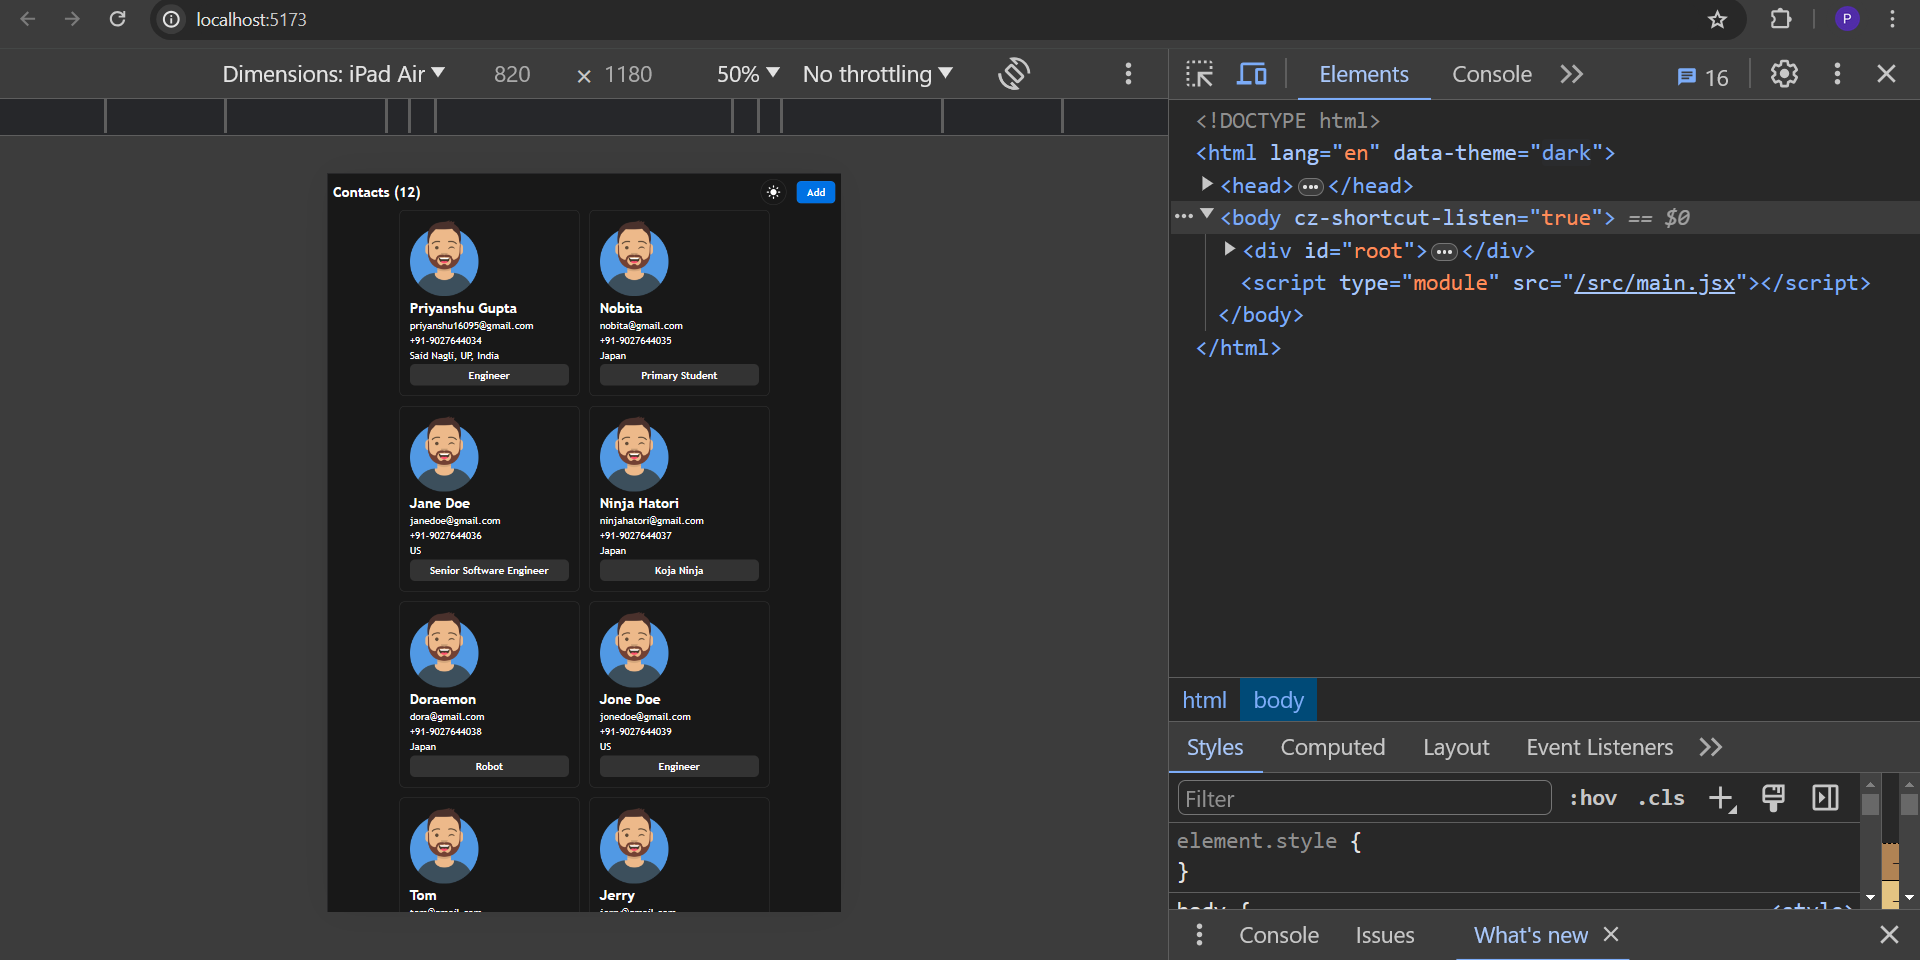 localhost:5173
P
Dimensions: iPad Air 820 × 1180 50% No throttling
Elements Console 16
<!DOCTYPE html>
<html lang="en" data-theme="dark">
<head> </head>
<body cz-shortcut-listen="true"> == $0
<div id="root"> </div>
<script type="module" src="/src/main.jsx"></script>
</body>
</html>
Contacts (12) Add
Priyanshu Gupta
priyanshu16095@gmail.com
+91-9027644034
Said Nagli, UP, India
Engineer
Nobita
nobita@gmail.com
+91-9027644035
Japan
Primary Student
Jane Doe
janedoe@gmail.com
+91-9027644036
US
Senior Software Engineer
Ninja Hatori
ninjahatori@gmail.com
+91-9027644037
Japan
Koja Ninja
Doraemon
dora@gmail.com
+91-9027644038
Japan
Robot
Jone Doe
jonedoe@gmail.com
+91-9027644039
US
Engineer
Tom
Jerry
html body
Styles Computed Layout Event Listeners
Filter :hov .cls
element.style {
}
body {
<style>
Console Issues What's new